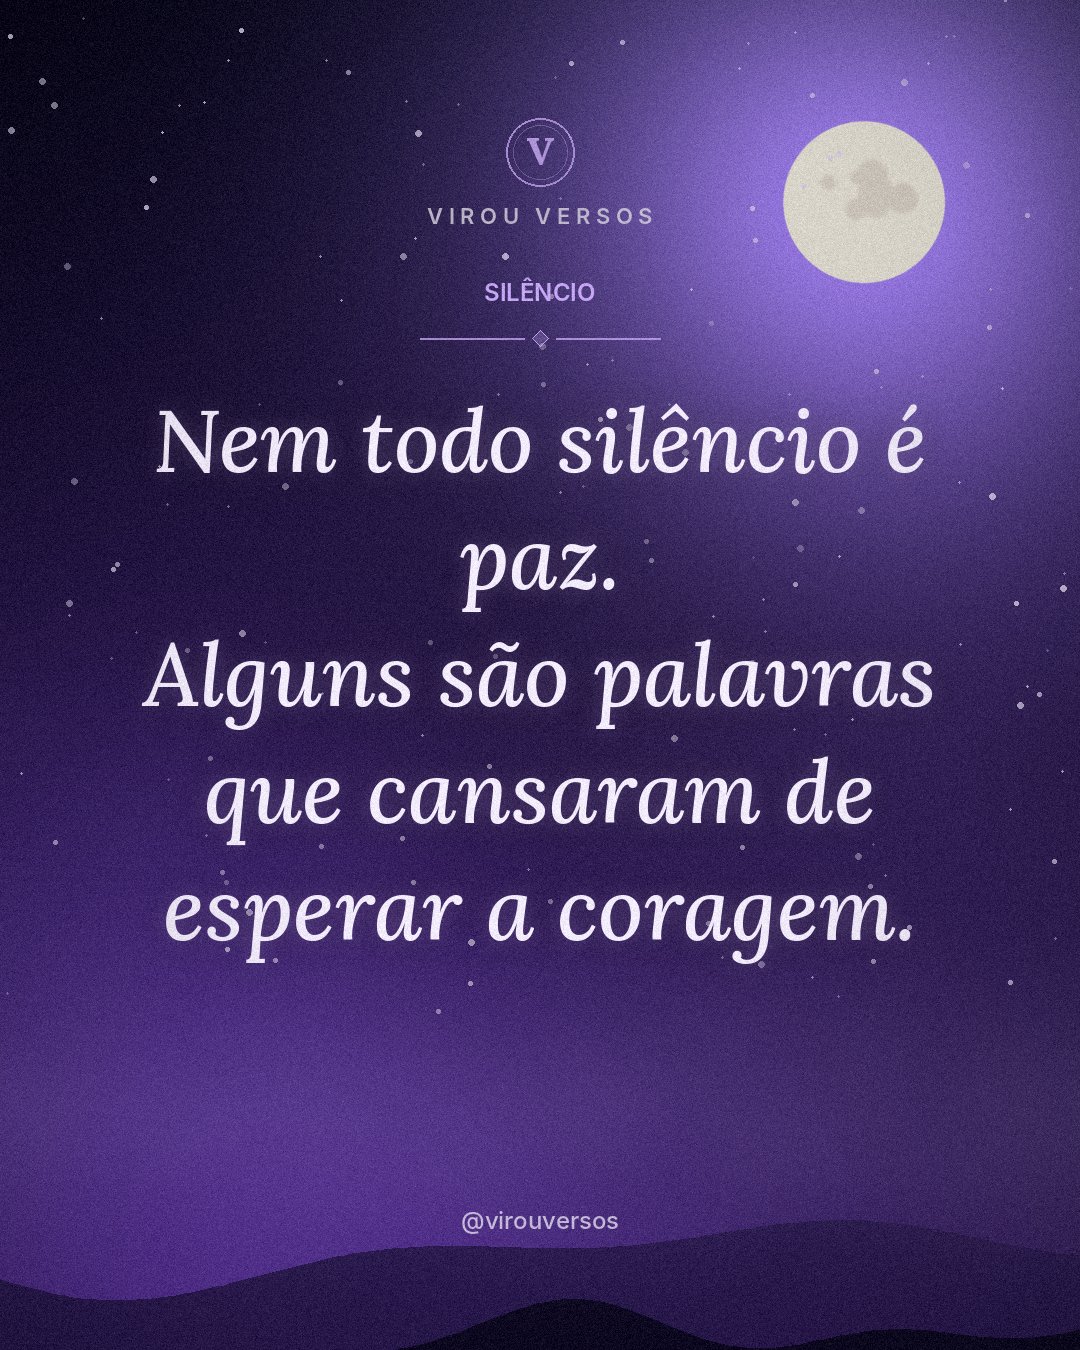 V
VIROU VERSOS
SILÊNCIO
Nem todo silêncio é
paz.
Alguns são palavras
que cansaram de
esperar a coragem.
@virouversos